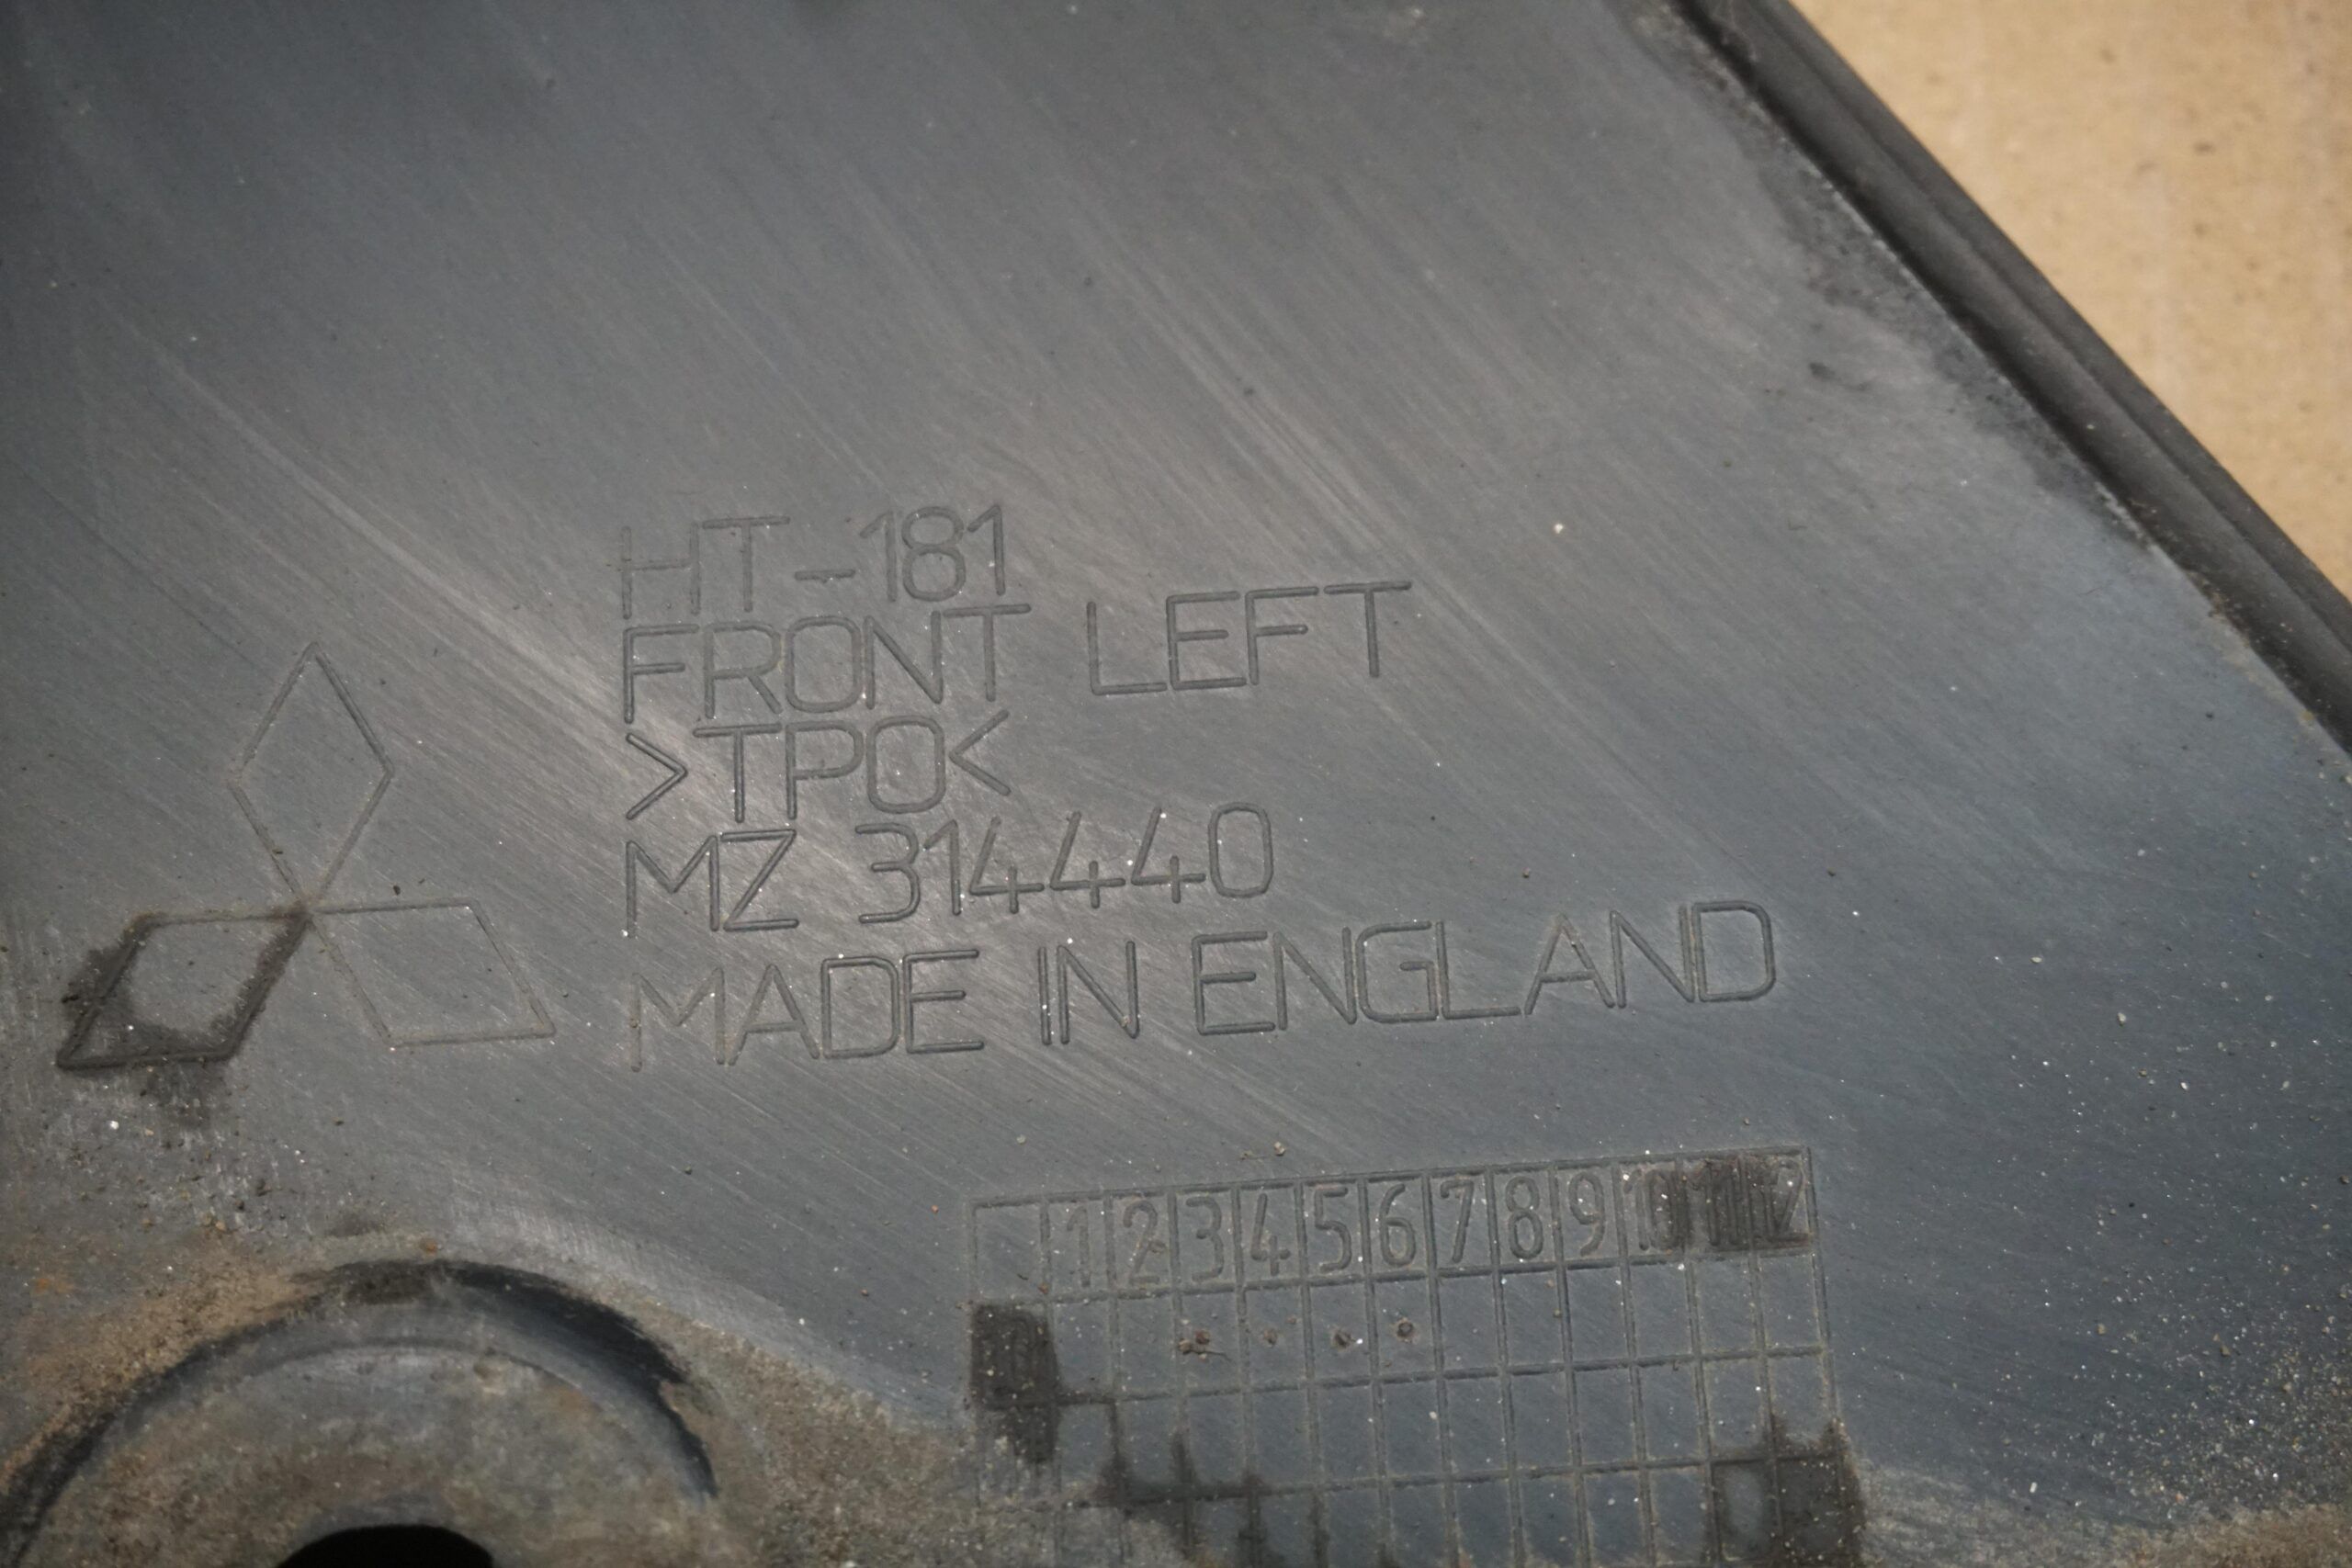 HT-181
FRONT LEFT
>TPO<
MZ 314440
MADE IN ENGLAND
1 2 3 4 5 6 7 8 9 10 11 12